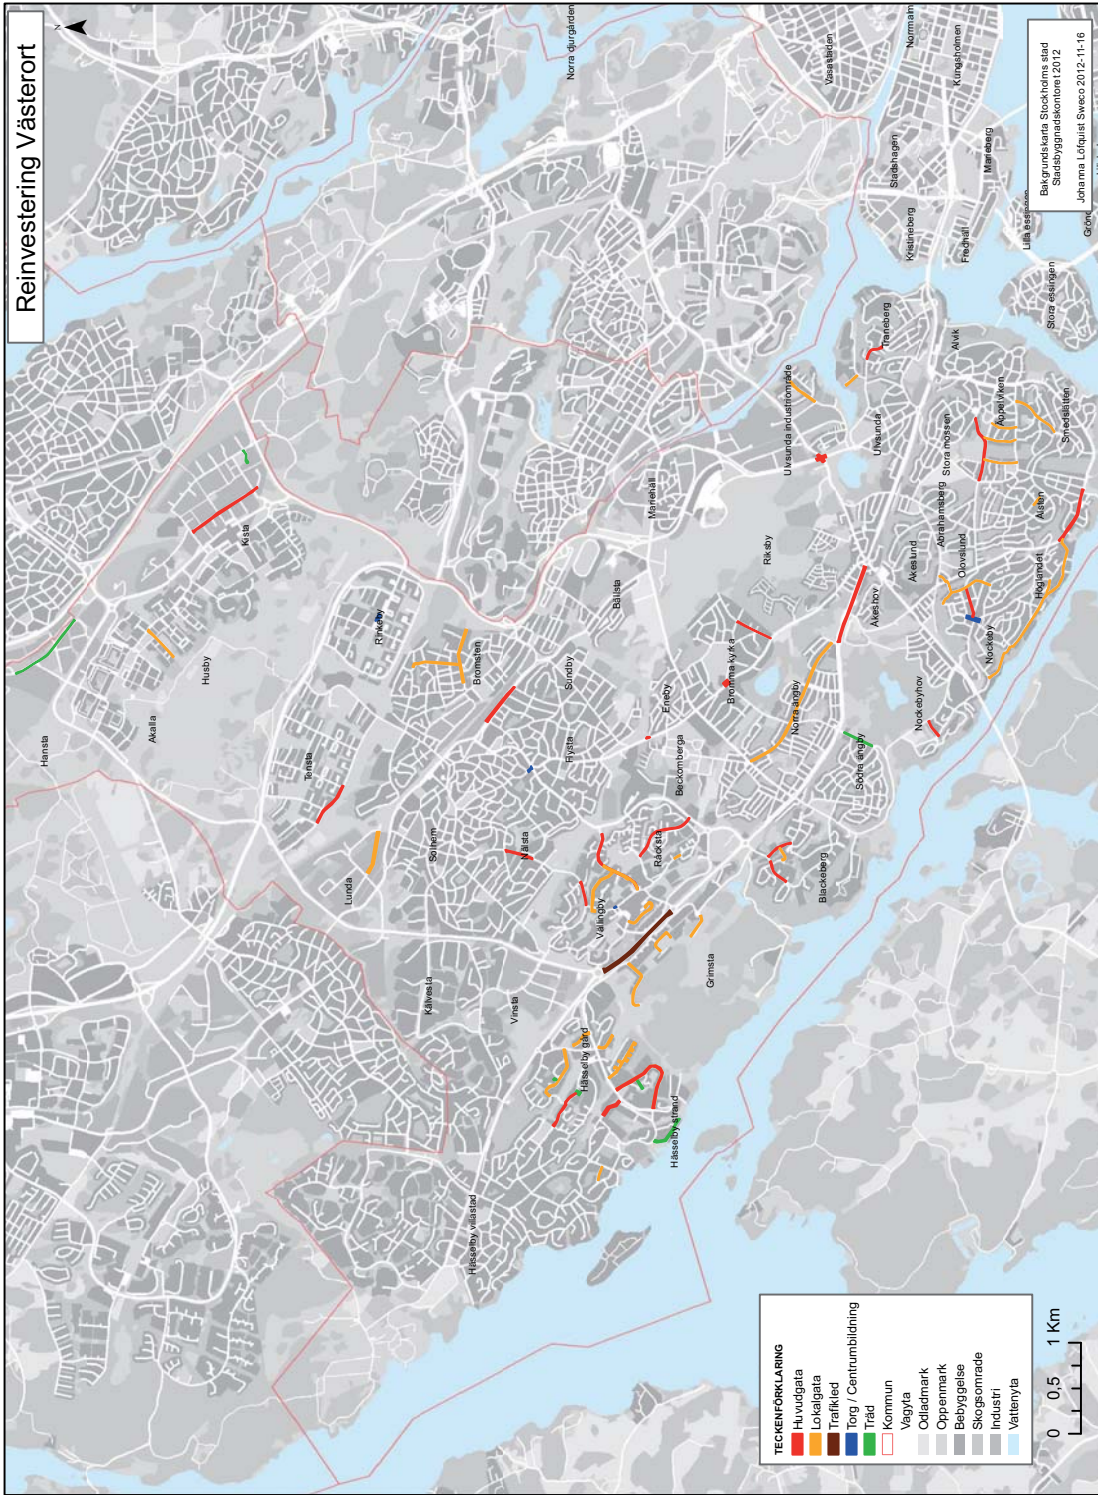 Reinvestering Västerort
N
Norra djurgården
Vasastaden
Norrmalm
Kungsholmen
Stadshagen
Marieberg
Kristineberg
Fredhäll
Lilla essingen
Stora essingen
Bakgrundskarta Stockholms stad
Stadsbyggnadskontoret 2012
Johanna Löfquist Sweco 2012-11-16
Traneberg
Alvik
Ulvsunda industriområde
Ulvsunda
Stora mossen
Äppelviken
Smedslätten
Abrahamsberg
Ålsten
Åkeslund
Olovslund
Höglandet
Åkeshov
Nockeby
Nockebyhov
Mariehäll
Riksby
Kista
Rinkeby
Bromsten
Bällsta
Sundby
Bromma kyrka
Eneby
Norra ängby
Södra ängby
Beckomberga
Flysta
Husby
Akalla
Hansta
Tensta
Solhem
Nälsta
Råcksta
Blackeberg
Lunda
Vällingby
Grimsta
Kälvesta
Vinsta
Hässelby gård
Hässelby strand
Hässelby villastad
TECKENFÖRKLARING
Huvudgata
Lokalgata
Trafikled
Torg / Centrumbildning
Träd
Kommun
Vagyta
Odladmark
Oppenmark
Bebyggelse
Skogsomrade
Industri
Vattenyta
0 0,5 1 Km